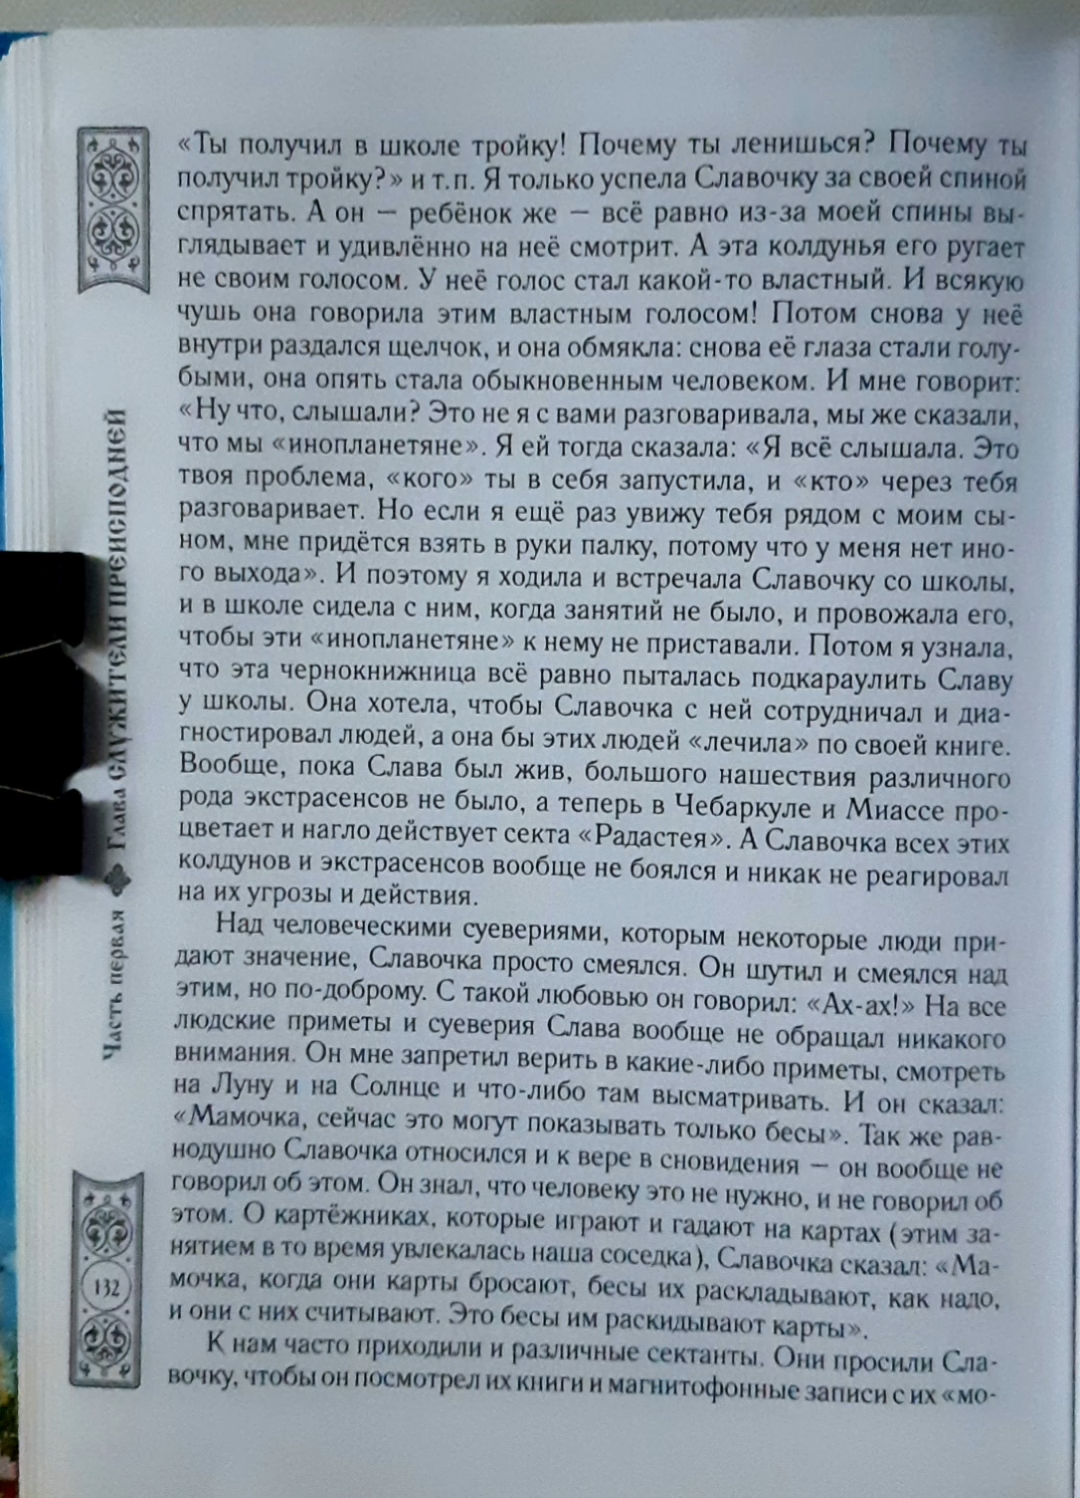 «Ты получил в школе тройку! Почему ты ленишься? Почему ты
получил тройку?» и т.п. Я только успела Славочку за своей спиной
спрятать. А он — ребёнок же — всё равно из-за моей спины вы-
глядывает и удивлённо на неё смотрит. А эта колдунья его ругает
не своим голосом. У неё голос стал какой-то властный. И всякую
чушь она говорила этим властным голосом! Потом снова у неё
внутри раздался щелчок, и она обмякла: снова её глаза стали голу-
быми, она опять стала обыкновенным человеком. И мне говорит:
«Ну что, слышали? Это не я с вами разговаривала, мы же сказали,
что мы «инопланетяне». Я ей тогда сказала: «Я всё слышала. Это
твоя проблема, «кого» ты в себя запустила, и «кто» через тебя
разговаривает. Но если я ещё раз увижу тебя рядом с моим сы-
ном, мне придётся взять в руки палку, потому что у меня нет ино-
го выхода». И поэтому я ходила и встречала Славочку со школы,
и в школе сидела с ним, когда занятий не было, и провожала его,
чтобы эти «инопланетяне» к нему не приставали. Потом я узнала,
что эта чернокнижница всё равно пыталась подкараулить Славу
у школы. Она хотела, чтобы Славочка с ней сотрудничал и диа-
гностировал людей, а она бы этих людей «лечила» по своей книге.
Вообще, пока Слава был жив, большого нашествия различного
рода экстрасенсов не было, а теперь в Чебаркуле и Миассе про-
цветает и нагло действует секта «Радастея». А Славочка всех этих
колдунов и экстрасенсов вообще не боялся и никак не реагировал
на их угрозы и действия.
Над человеческими суевериями, которым некоторые люди при-
дают значение, Славочка просто смеялся. Он шутил и смеялся над
этим, но по-доброму. С такой любовью он говорил: «Ах-ах!» На все
людские приметы и суеверия Слава вообще не обращал никакого
внимания. Он мне запретил верить в какие-либо приметы, смотреть
на Луну и на Солнце и что-либо там высматривать. И он сказал:
«Мамочка, сейчас это могут показывать только бесы». Так же рав-
нодушно Славочка относился и к вере в сновидения — он вообще не
говорил об этом. Он знал, что человеку это не нужно, и не говорил об
этом. О картёжниках, которые играют и гадают на картах (этим за-
нятием в то время увлекалась наша соседка), Славочка сказал: «Ма-
мочка, когда они карты бросают, бесы их раскладывают, как надо,
и они с них считывают. Это бесы им раскидывают карты».
К нам часто приходили и различные сектанты. Они просили Сла-
вочку, чтобы он посмотрел их книги и магнитофонные записи с их «мо-
Часть первая ✤ Глава СЛУЖИТЕЛИ ПРЕИСПОДНЕЙ
132